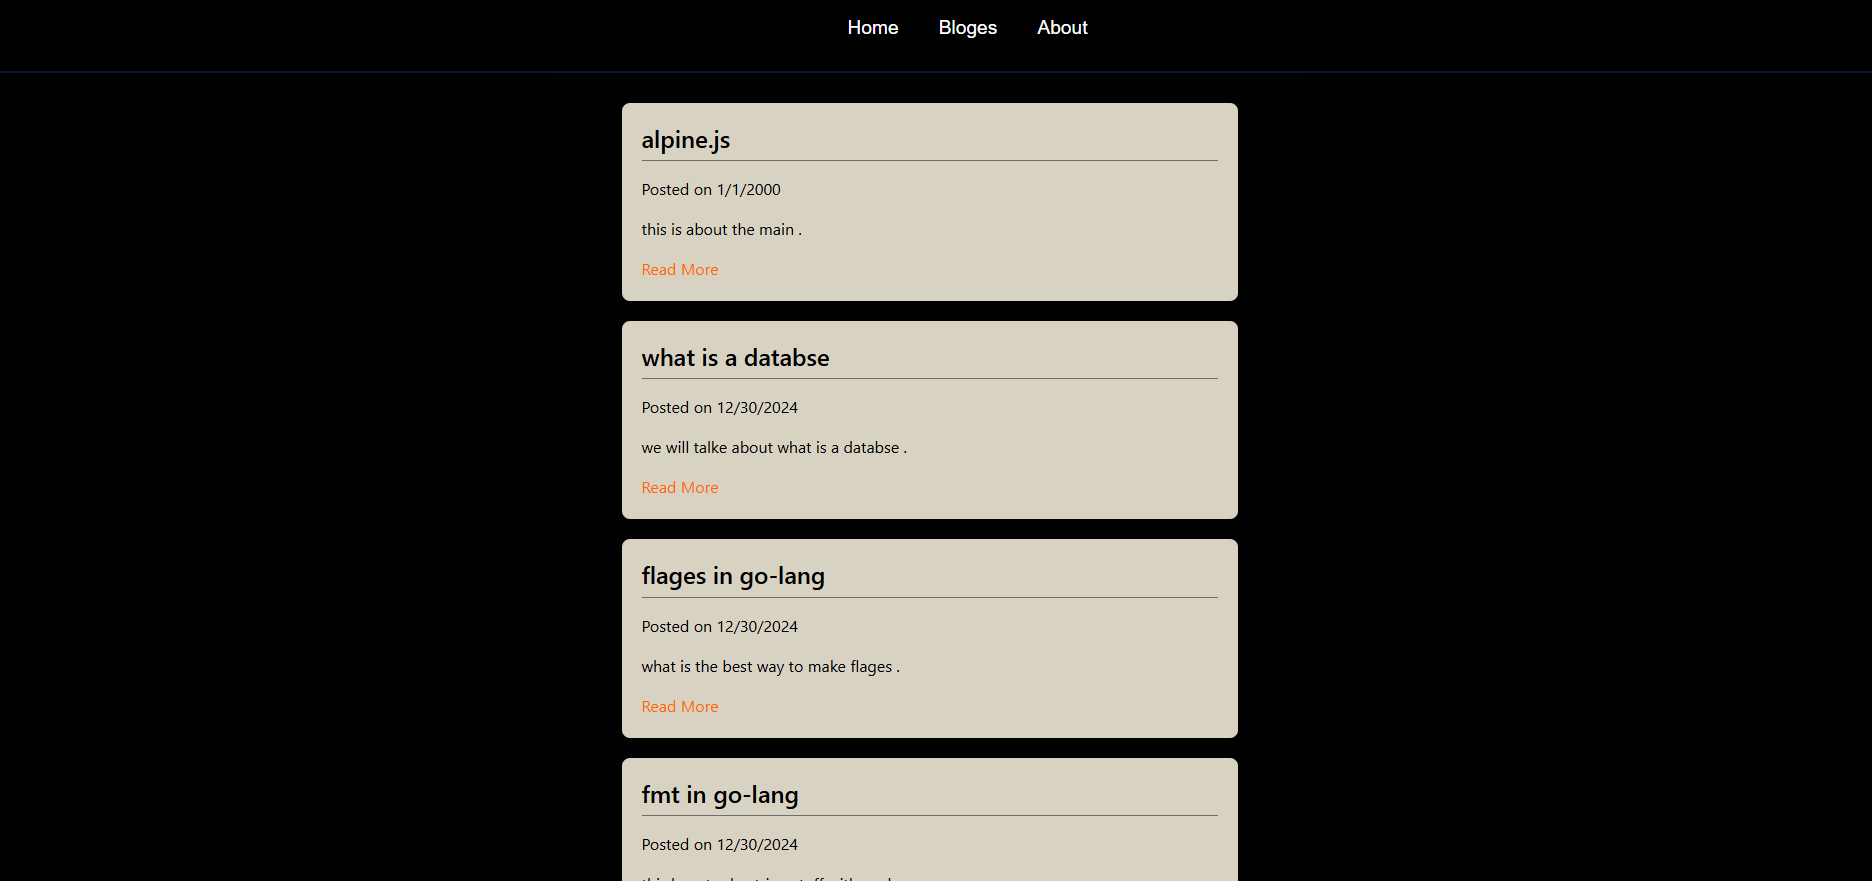 Home Bloges About
alpine.js
Posted on 1/1/2000
this is about the main .
Read More
what is a databse
Posted on 12/30/2024
we will talke about what is a databse .
Read More
flages in go-lang
Posted on 12/30/2024
what is the best way to make flages .
Read More
fmt in go-lang
Posted on 12/30/2024